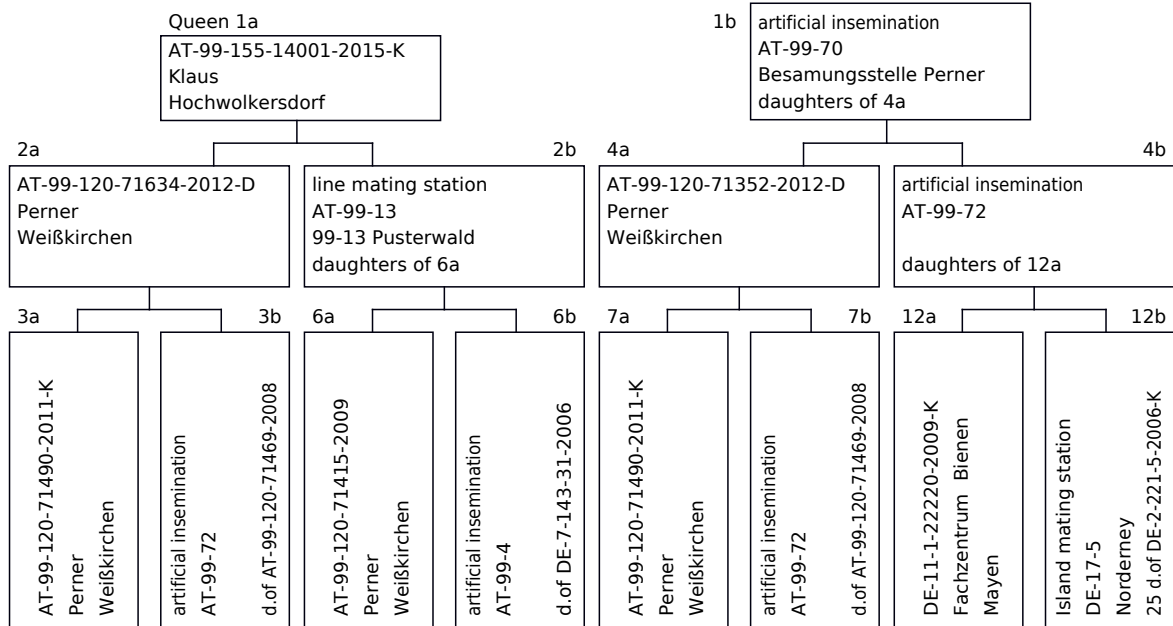 Queen 1a
AT-99-155-14001-2015-K
Klaus
Hochwolkersdorf
1b
artificial insemination
AT-99-70
Besamungsstelle Perner
daughters of 4a
2a
AT-99-120-71634-2012-D
Perner
Weißkirchen
2b
line mating station
AT-99-13
99-13 Pusterwald
daughters of 6a
4a
AT-99-120-71352-2012-D
Perner
Weißkirchen
4b
artificial insemination
AT-99-72
daughters of 12a
3a
AT-99-120-71490-2011-K
Perner
Weißkirchen
3b
artificial insemination
AT-99-72
d.of AT-99-120-71469-2008
6a
AT-99-120-71415-2009
Perner
Weißkirchen
6b
artificial insemination
AT-99-4
d.of DE-7-143-31-2006
7a
AT-99-120-71490-2011-K
Perner
Weißkirchen
7b
artificial insemination
AT-99-72
d.of AT-99-120-71469-2008
12a
DE-11-1-22220-2009-K
Fachzentrum Bienen
Mayen
12b
Island mating station
DE-17-5
Norderney
25 d.of DE-2-221-5-2006-K